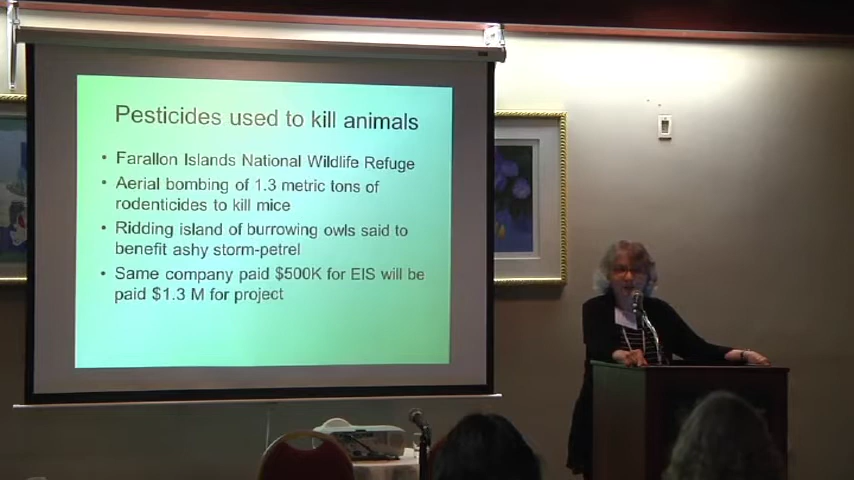 Pesticides used to kill animals
• Farallon Islands National Wildlife Refuge
• Aerial bombing of 1.3 metric tons of
rodenticides to kill mice
• Ridding island of burrowing owls said to
benefit ashy storm-petrel
• Same company paid $500K for EIS will be
paid $1.3 M for project